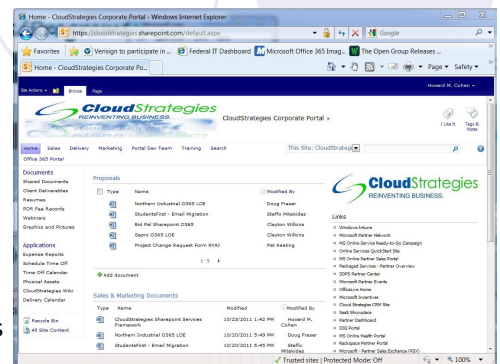 Home - CloudStrategies Corporate Portal - Windows Internet Explorer
https://cloudstrategies.sharepoint.com/default.aspx
Google
Favorites
Verisign to participate in ...
Federal IT Dashboard
Microsoft Office 365 Imag...
The Open Group Releases ...
Home - CloudStrategies Corporate Po...
Page
Safety
Howard M. Cohen
Site Actions
Browse
Page
CloudStrategies
REINVENTING BUSINESS.
CloudStrategies Corporate Portal
I Like It
Tags & Notes
Home
Sales
Delivery
Marketing
Portal Dev Team
Training
Search
This Site: CloudStrateg
Office 365 Portal
Documents
Shared Documents
Client Deliverables
Resumes
POR Fee Records
Webinars
Graphics and Pictures
Applications
Expense Reports
Schedule Time Off
Time Off Calendar
Physical Assets
CloudStrategies Wiki
Delivery Calendar
Recycle Bin
All Site Content
Proposals
Type Name Modified By
Northern Industrial O365 LOE Doug Fraser
StudentsFirst - Email Migration Steffo Mitakides
Bid Pal Sharepoint O365 Clayton Wilkins
Sepro O365 LOE Clayton Wilkins
Project Change Request Form NYAJ Pat Keating
1-5
Add document
Sales & Marketing Documents
Type Name Modified Modified By
CloudStrategies Sharepoint Services Framework 10/23/2011 1:42 PM Howard M. Cohen
Northern Industrial O365 LOE 10/20/2011 5:49 PM Doug Fraser
StudentsFirst - Email Migration 10/20/2011 5:45 PM Steffo Mitakides
CloudStrategies
REINVENTING BUSINESS.
Links
Windows Intune
Microsoft Partner Network
MS Online Service Ready-to-Go Campaign
Online Services QuickStart Site
MS Online Partner Sales Portal
Packaged Services - Partner Overview
SDPS Partner Center
Microsoft Partner Events
OfficeLine Home
Microsoft Incentives
Cloud Strategies CRM Site
SaaS Showplace
Partner Dashboard
DSG Portal
MS Online Health Portal
Rackspace Partner Portal
Microsoft - Partner Sales Exchange (PSX)
Trusted sites | Protected Mode: Off
100%
s